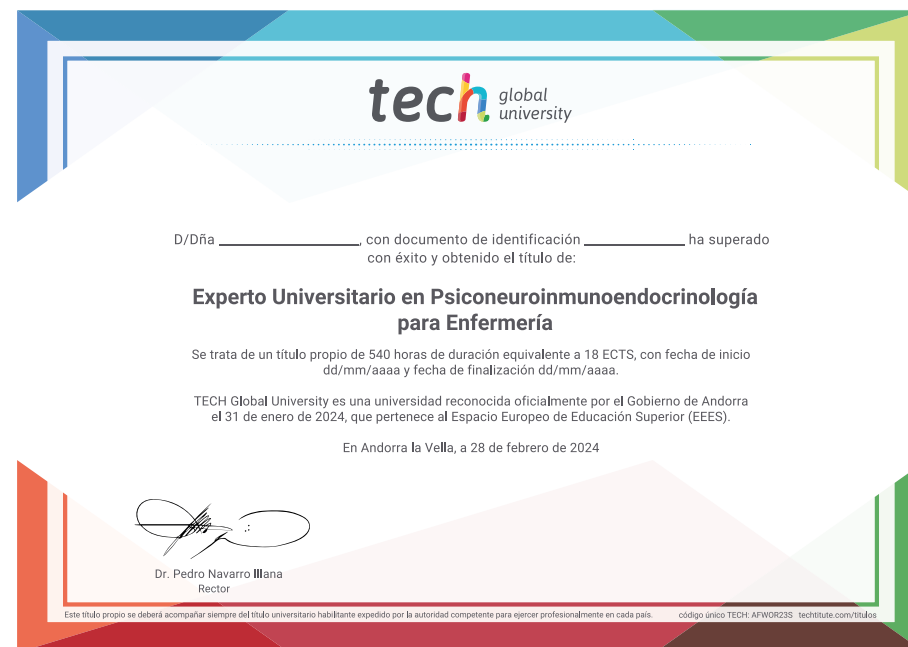 tech global university
D/Dña ____________________, con documento de identificación ______________ ha superado
con éxito y obtenido el título de:
Experto Universitario en Psiconeuroinmunoendocrinología
para Enfermería
Se trata de un título propio de 540 horas de duración equivalente a 18 ECTS, con fecha de inicio
dd/mm/aaaa y fecha de finalización dd/mm/aaaa.
TECH Global University es una universidad reconocida oficialmente por el Gobierno de Andorra
el 31 de enero de 2024, que pertenece al Espacio Europeo de Educación Superior (EEES).
En Andorra la Vella, a 28 de febrero de 2024
Dr. Pedro Navarro Illana
Rector
Este título propio se deberá acompañar siempre del título universitario habilitante expedido por la autoridad competente para ejercer profesionalmente en cada país. código único TECH: AFWOR23S techtitute.com/titulos